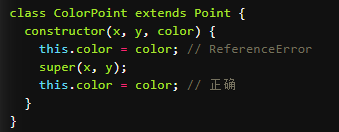 class ColorPoint extends Point {
  constructor(x, y, color) {
    this.color = color; // ReferenceError
    super(x, y);
    this.color = color; // 正确
  }
}